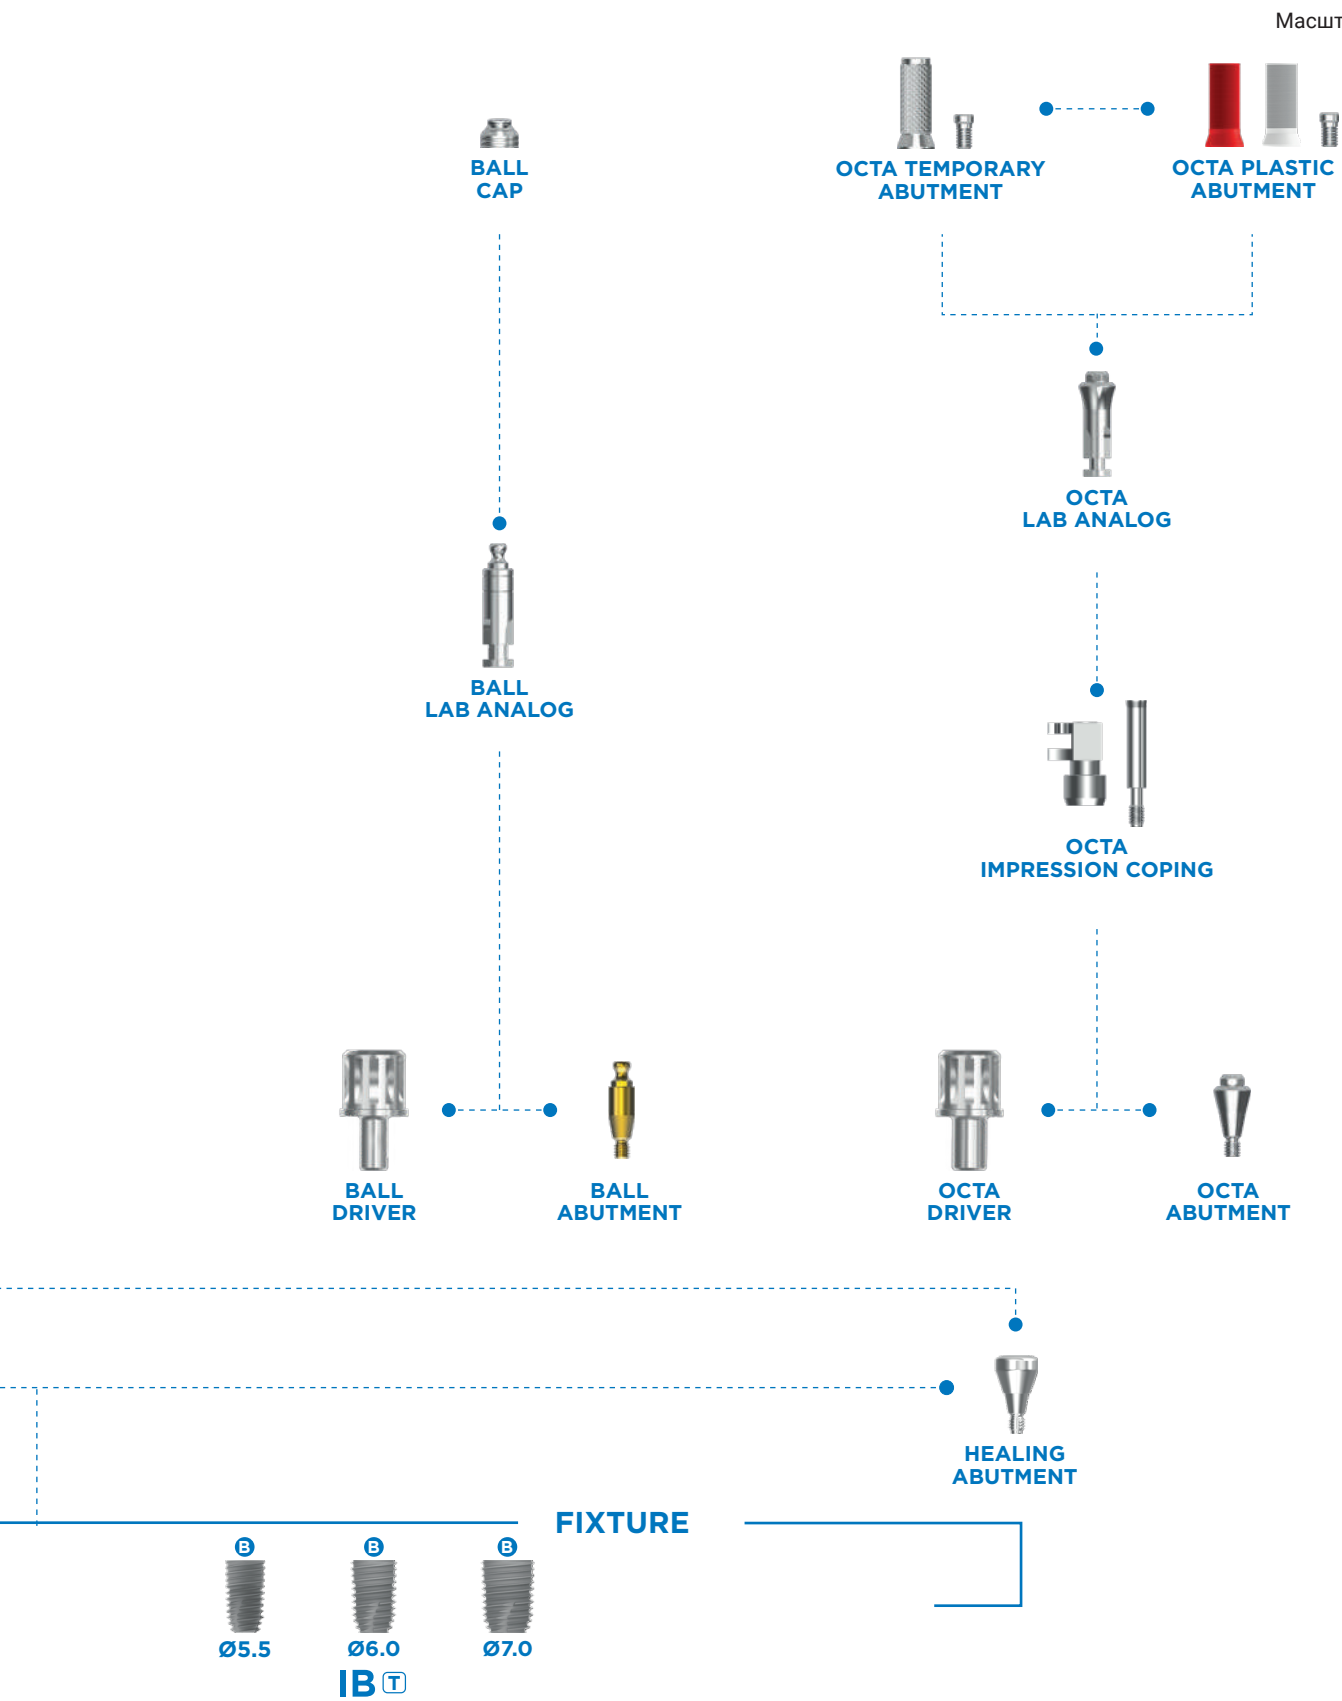 Масшт
OCTA TEMPORARY
ABUTMENT
OCTA PLASTIC
ABUTMENT
BALL
CAP
OCTA
LAB ANALOG
BALL
LAB ANALOG
OCTA
IMPRESSION COPING
BALL
DRIVER
BALL
ABUTMENT
OCTA
DRIVER
OCTA
ABUTMENT
HEALING
ABUTMENT
FIXTURE
B
B
B
Ø5.5
Ø6.0
Ø7.0
IB T